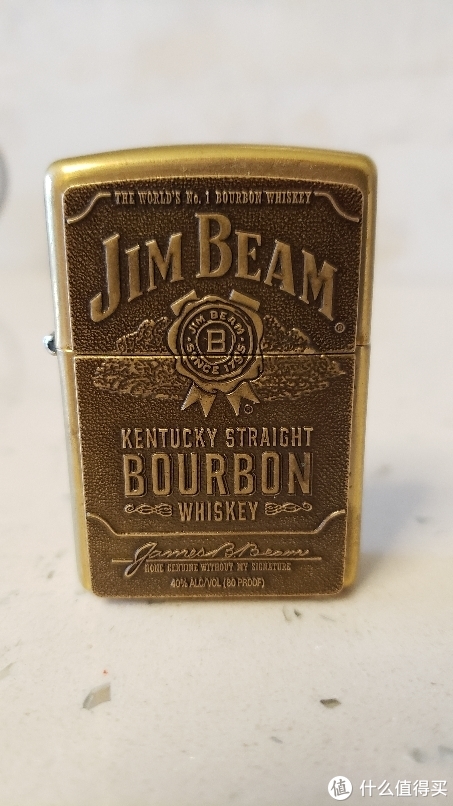 THE WORLD'S No. 1 BOURBON WHISKEY
JIM BEAM
®
JIM BEAM
B
SINCE 1795
KENTUCKY STRAIGHT
BOURBON
WHISKEY
James B. Beam
NONE GENUINE WITHOUT MY SIGNATURE
40% ALC/VOL (80 PROOF)
值 什么值得买